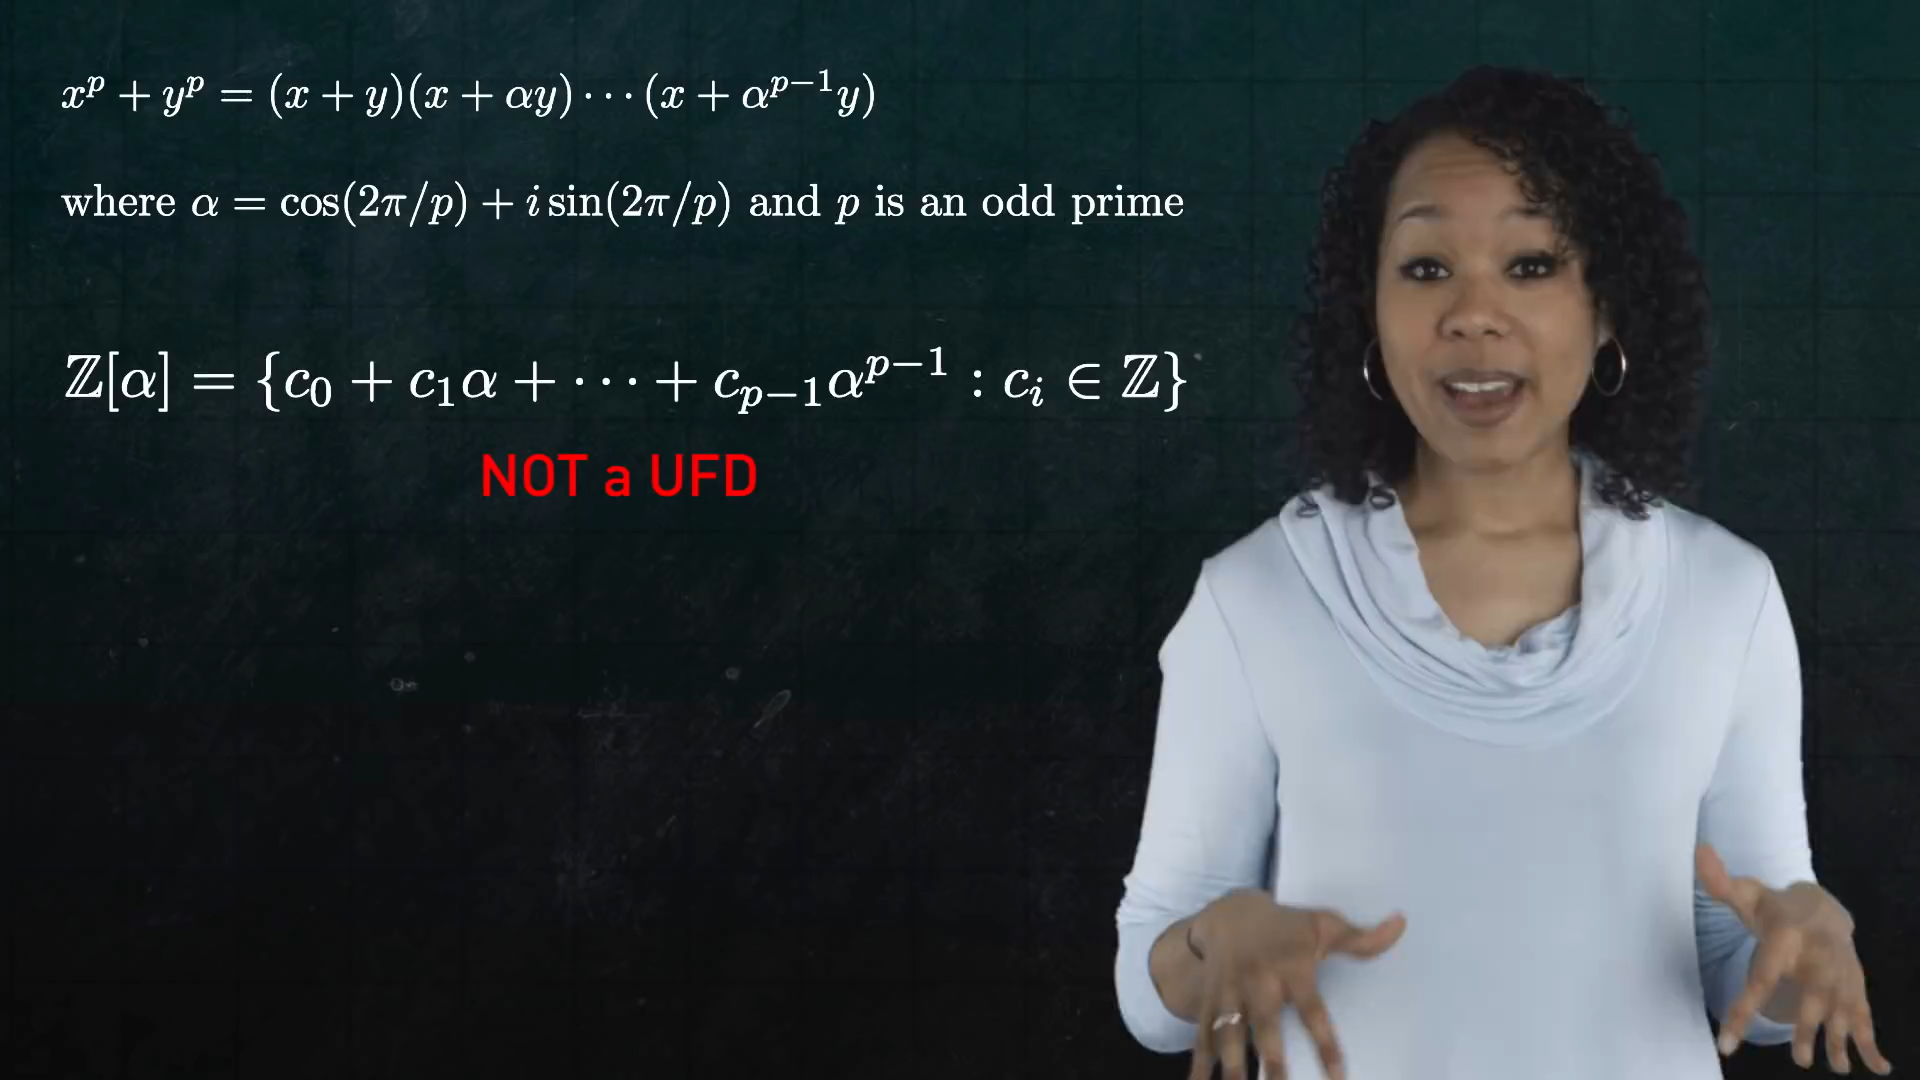 x^p + y^p = (x + y)(x + αy) ⋯ (x + α^{p−1}y)
where α = cos(2π/p) + i sin(2π/p) and p is an odd prime
ℤ[α] = {c_0 + c_1α + ⋯ + c_{p−1}α^{p−1} : c_i ∈ ℤ}
NOT a UFD